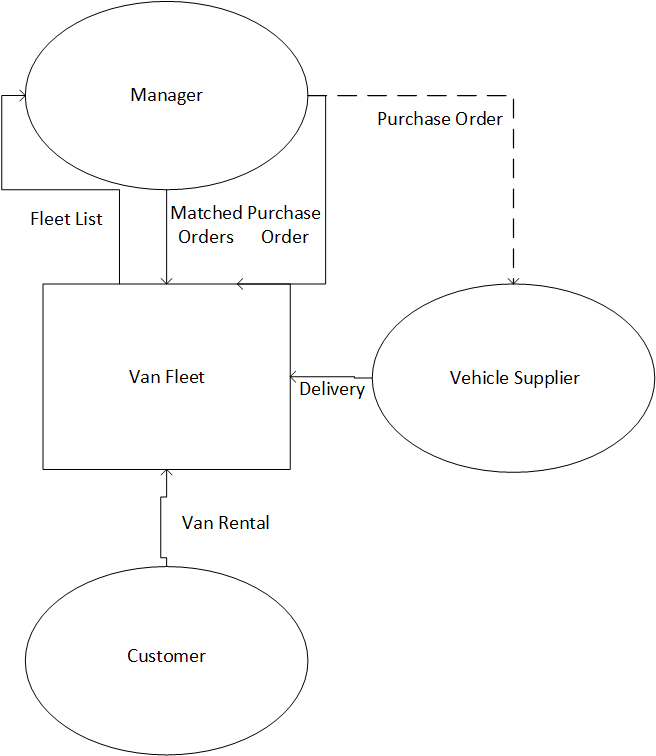 Manager
Purchase Order
Fleet List
Matched
Orders
Purchase
Order
Van Fleet
Vehicle Supplier
Delivery
Van Rental
Customer